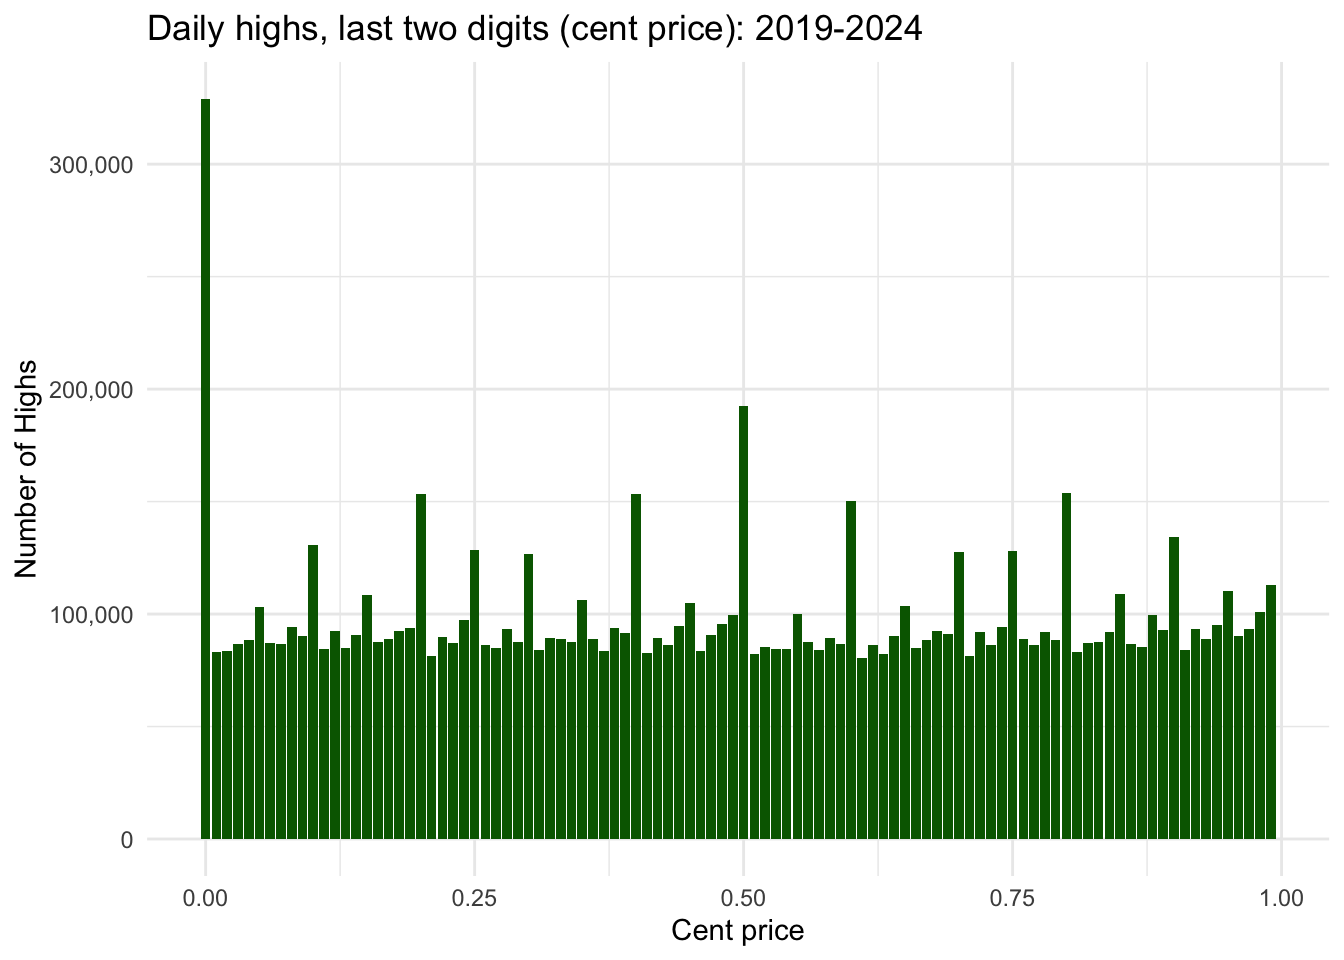 Daily highs, last two digits (cent price): 2019-2024
Number of Highs
300,000
200,000
100,000
0
0.00 0.25 0.50 0.75 1.00
Cent price